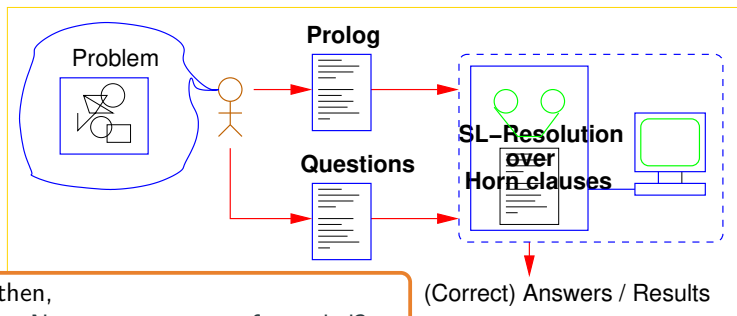 Prolog
Problem
SL–Resolution
over
Horn clauses
Questions
then,
(Correct) Answers / Results